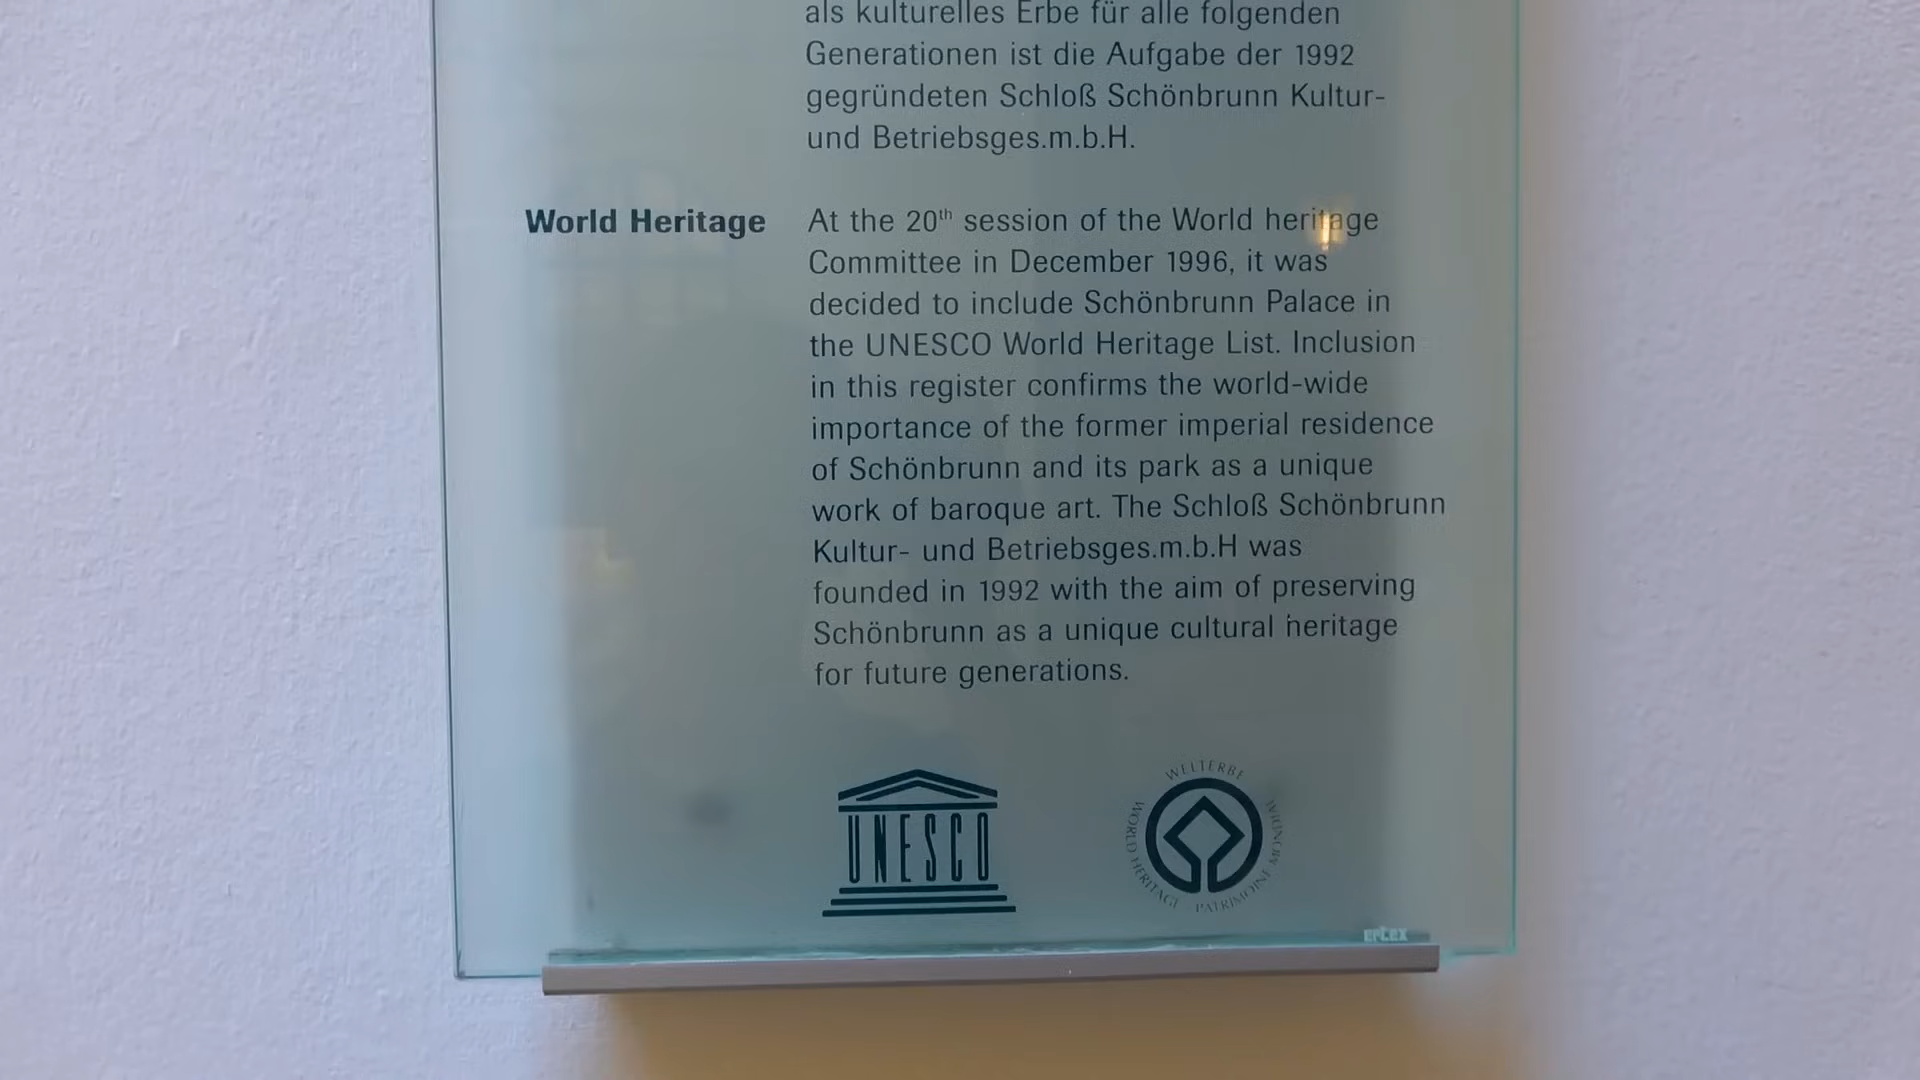 als kulturelles Erbe für alle folgenden
Generationen ist die Aufgabe der 1992
gegründeten Schloß Schönbrunn Kultur-
und Betriebsges.m.b.H.
World Heritage
At the 20th session of the World heritage
Committee in December 1996, it was
decided to include Schönbrunn Palace in
the UNESCO World Heritage List. Inclusion
in this register confirms the world-wide
importance of the former imperial residence
of Schönbrunn and its park as a unique
work of baroque art. The Schloß Schönbrunn
Kultur- und Betriebsges.m.b.H was
founded in 1992 with the aim of preserving
Schönbrunn as a unique cultural heritage
for future generations.
UNESCO
WELTERBE
WORLD HERITAGE
PATRIMOINE MONDIAL
ertex